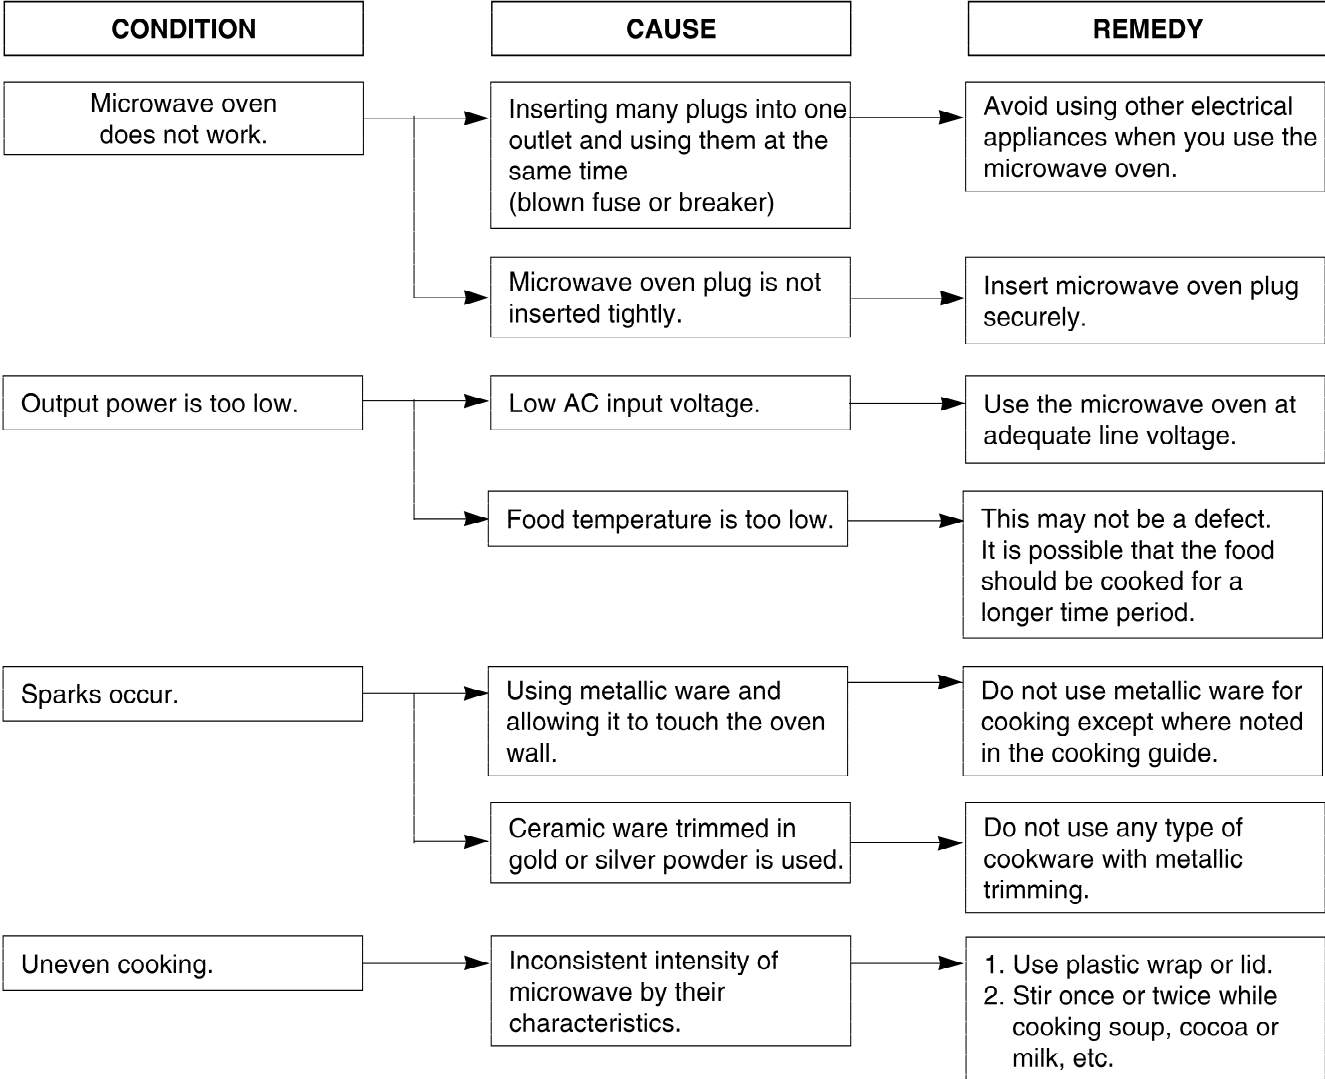 CONDITION
CAUSE
REMEDY
Microwave oven
does not work.
Inserting many plugs into one
outlet and using them at the
same time
(blown fuse or breaker)
Avoid using other electrical
appliances when you use the
microwave oven.
Microwave oven plug is not
inserted tightly.
Insert microwave oven plug
securely.
Output power is too low.
Low AC input voltage.
Use the microwave oven at
adequate line voltage.
Food temperature is too low.
This may not be a defect.
It is possible that the food
should be cooked for a
longer time period.
Sparks occur.
Using metallic ware and
allowing it to touch the oven
wall.
Do not use metallic ware for
cooking except where noted
in the cooking guide.
Ceramic ware trimmed in
gold or silver powder is used.
Do not use any type of
cookware with metallic
trimming.
Uneven cooking.
Inconsistent intensity of
microwave by their
characteristics.
1. Use plastic wrap or lid.
2. Stir once or twice while
cooking soup, cocoa or
milk, etc.